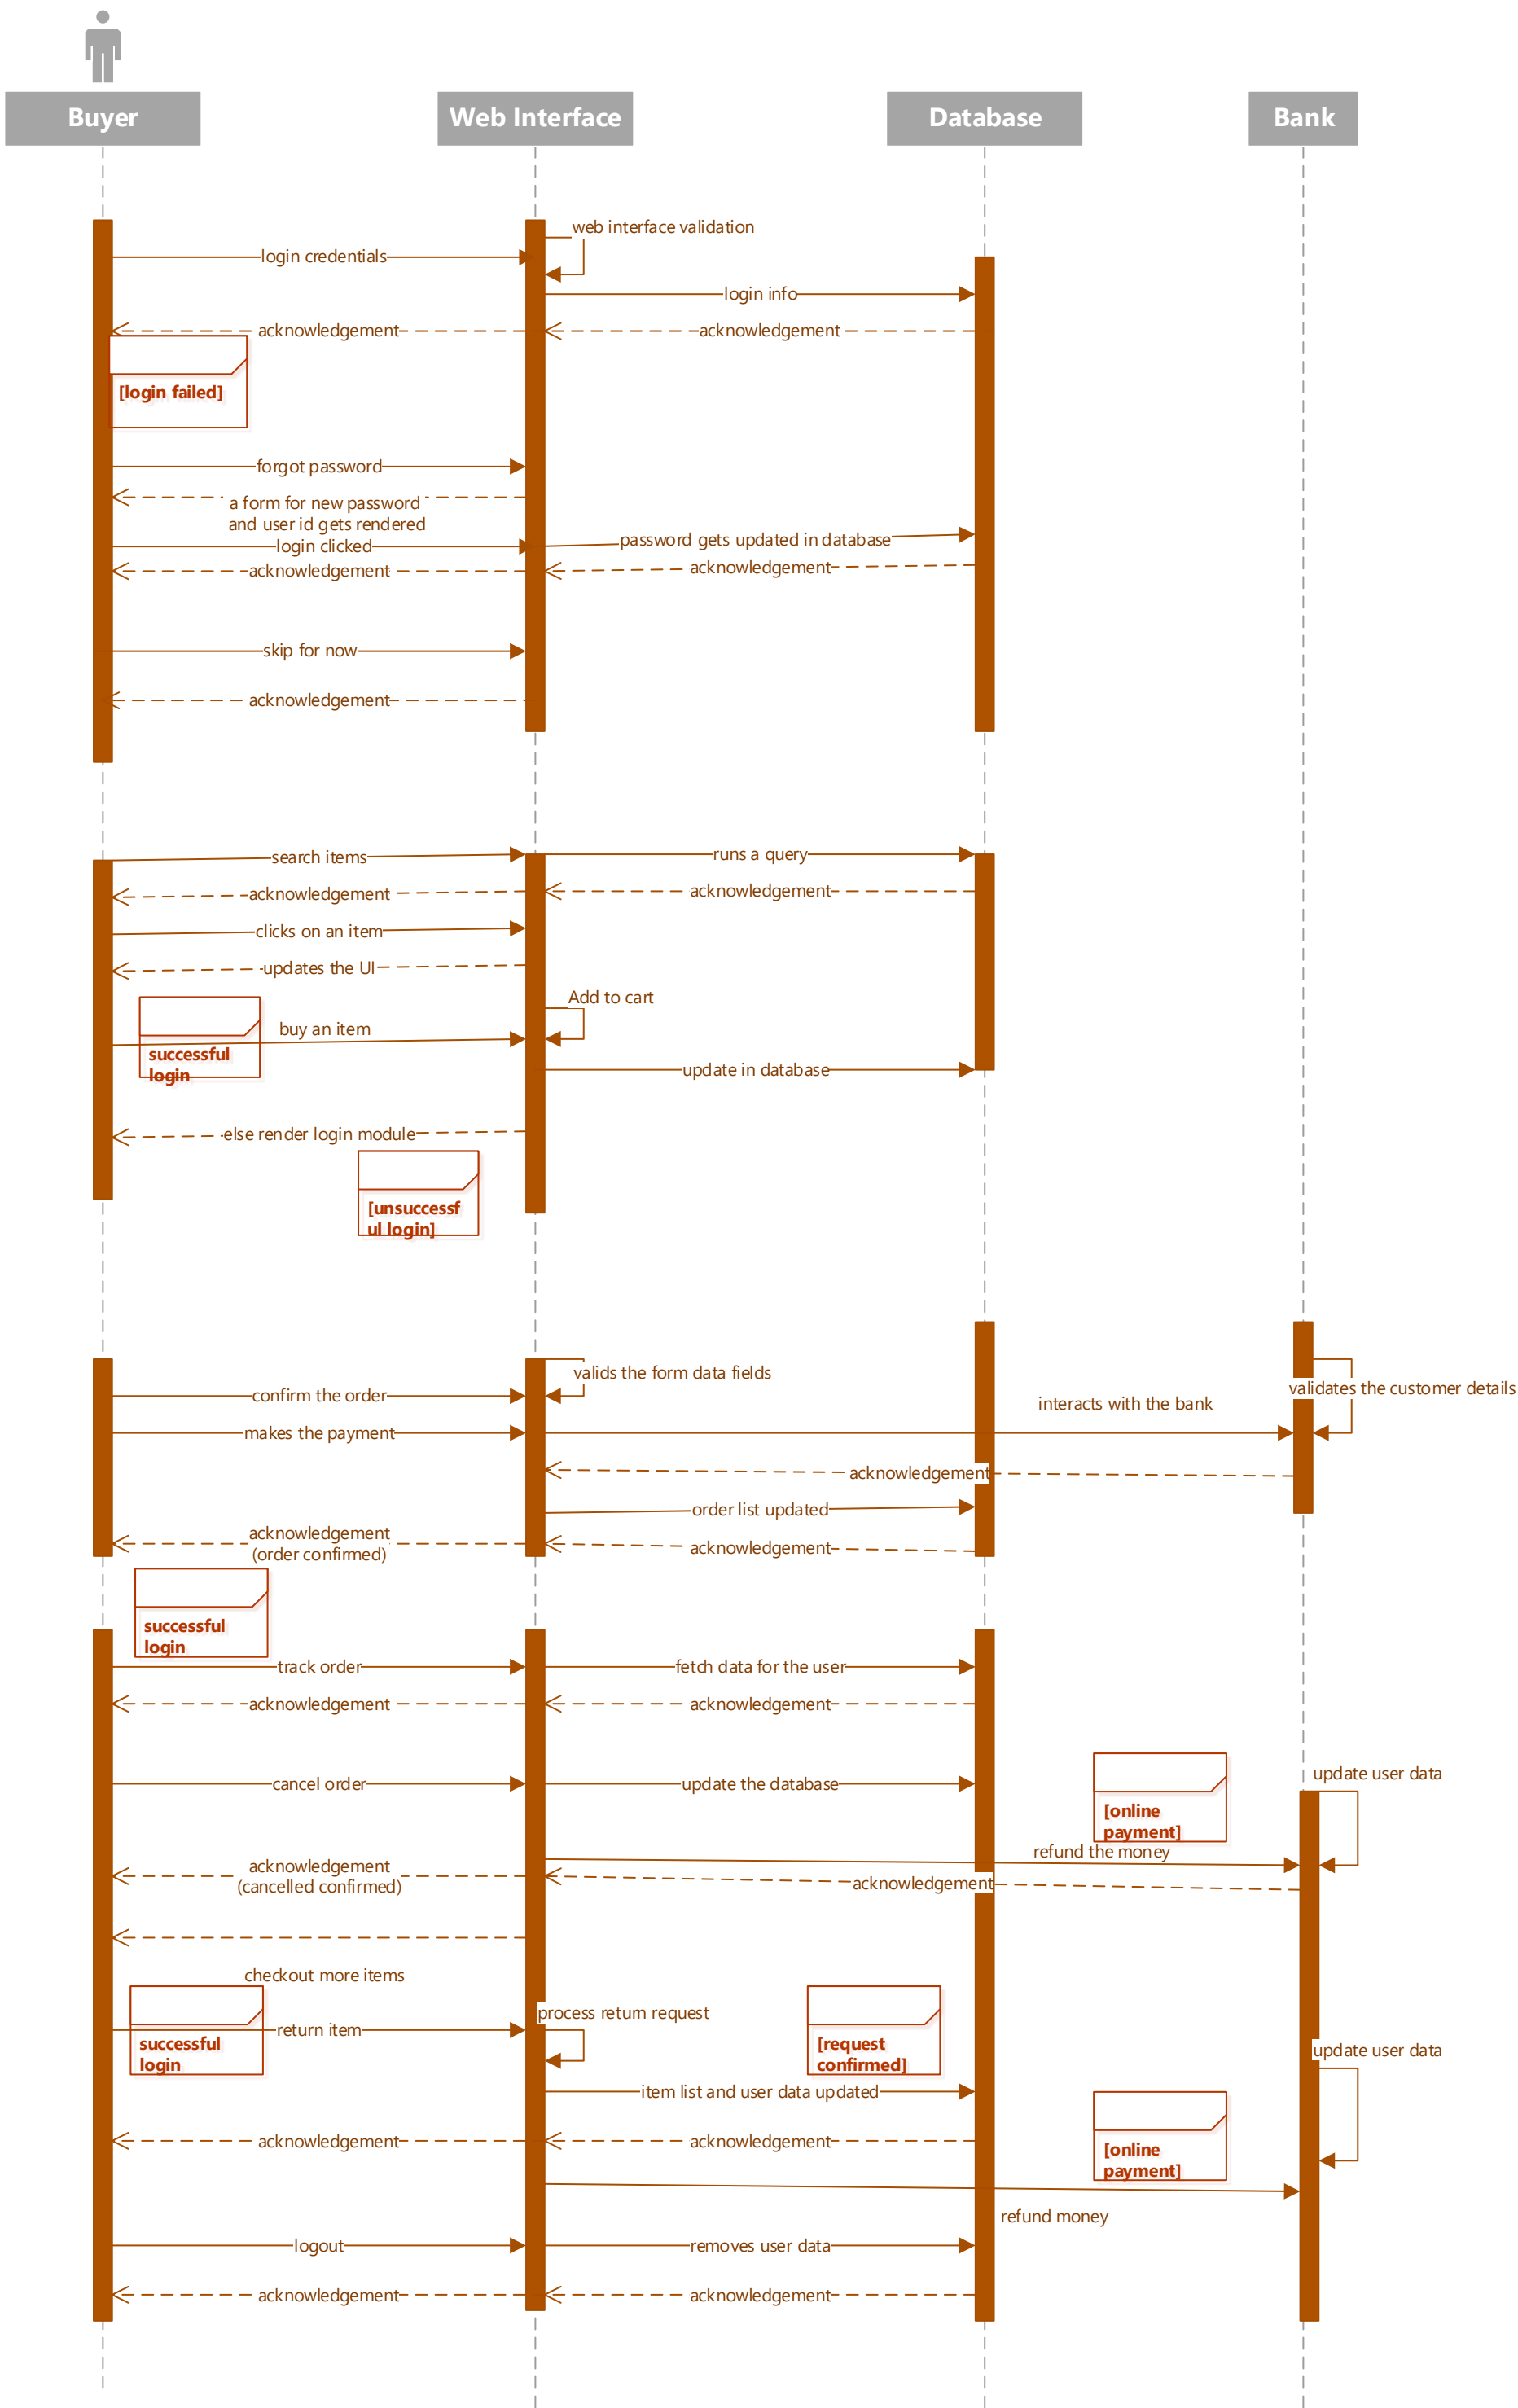 Buyer
Web Interface
Database
Bank
web interface validation
login credentials
login info
acknowledgement
acknowledgement
[login failed]
forgot password
a form for new password
and user id gets rendered
login clicked
password gets updated in database
acknowledgement
acknowledgement
skip for now
acknowledgement
search items
runs a query
acknowledgement
acknowledgement
clicks on an item
updates the UI
Add to cart
buy an item
successful
login
update in database
else render login module
[unsuccessf
ul login]
valids the form data fields
validates the customer details
confirm the order
interacts with the bank
makes the payment
acknowledgement
order list updated
acknowledgement
(order confirmed)
acknowledgement
successful
login
track order
fetch data for the user
acknowledgement
acknowledgement
update user data
cancel order
update the database
[online
payment]
refund the money
acknowledgement
(cancelled confirmed)
acknowledgement
checkout more items
process return request
return item
successful
login
[request
confirmed]
update user data
item list and user data updated
acknowledgement
acknowledgement
[online
payment]
refund money
logout
removes user data
acknowledgement
acknowledgement